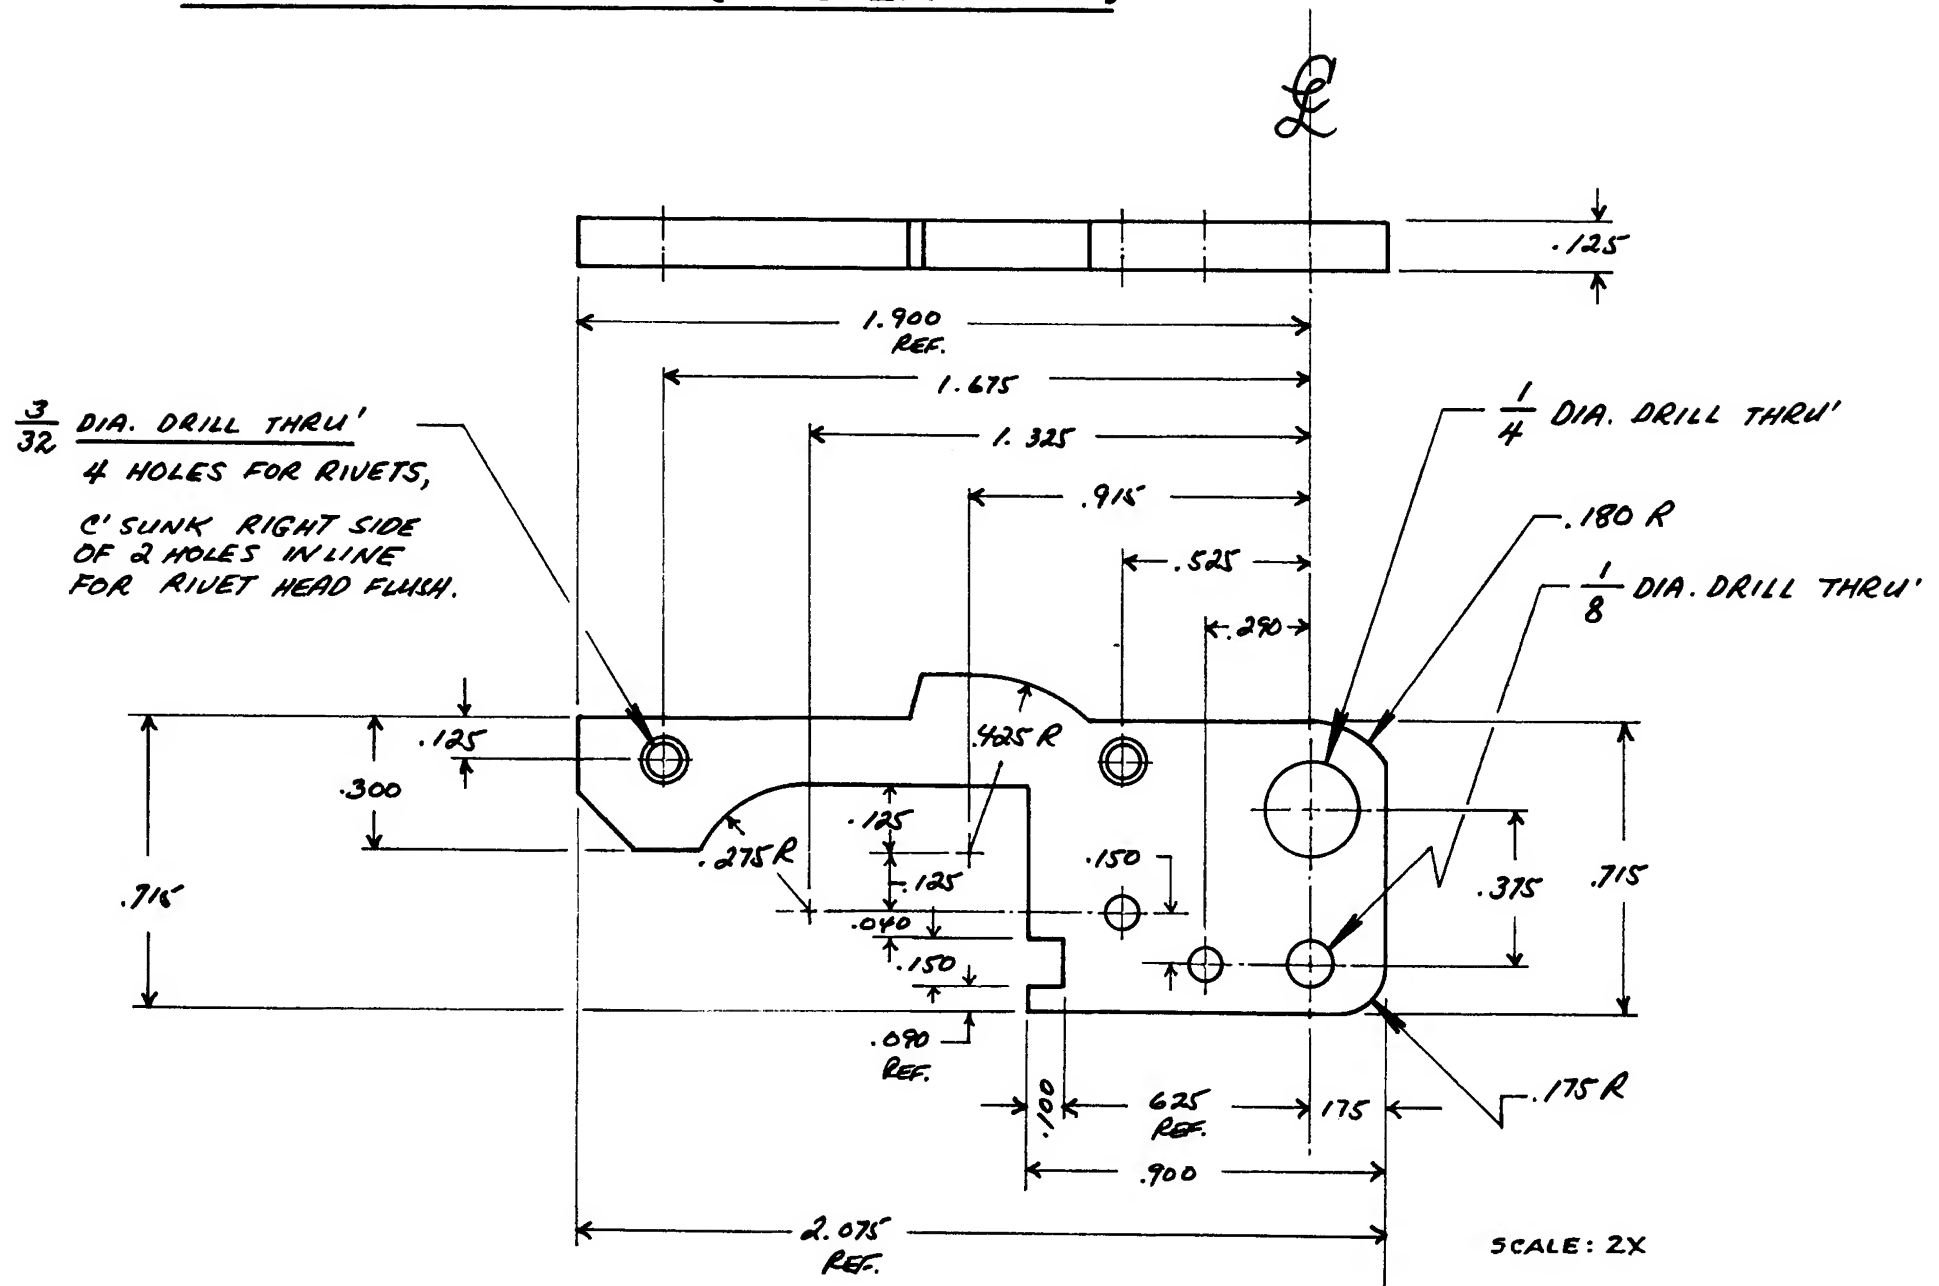 ℄
.125
1.900
REF.
1.675
3/32 DIA. DRILL THRU'
4 HOLES FOR RIVETS,
C'SUNK RIGHT SIDE
OF 2 HOLES IN LINE
FOR RIVET HEAD FLUSH.
1.325
1/4 DIA. DRILL THRU'
.915
.180 R
.525
1/8 DIA. DRILL THRU'
.290
.125
.425 R
.300
.125
.275 R
.150
.715
.125
.375
.715
.040
.150
.090
REF.
.100
625
REF.
175
.175 R
.900
2.075
REF.
SCALE: 2X